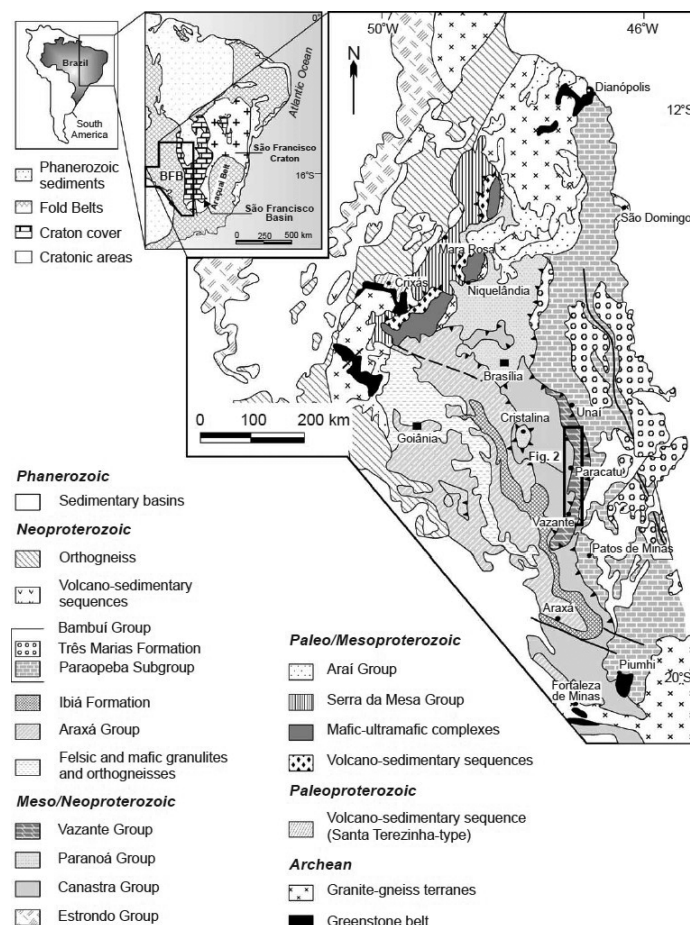 50°W
46°W
0°
Brazil
South
America
Atlantic Ocean
São Francisco
Craton
BFB
16°S
Araçuaí Belt
São Francisco
Basin
0 250 500 km
Phanerozoic
sediments
Fold Belts
Craton cover
Cratonic areas
N
Dianópolis
12°S
São Domingo
Mara Rosa
Crixás
Niquelândia
Brasília
0 100 200 km
Goiânia
Cristalina
Unaí
Fig. 2
Paracatu
Vazante
Patos de Minas
Araxá
Piumhi
20°S
Fortaleza
de Minas
Phanerozoic
Sedimentary basins
Neoproterozoic
Orthogneiss
Volcano-sedimentary
sequences
Bambuí Group
Três Marias Formation
Paraopeba Subgroup
Ibiá Formation
Araxá Group
Felsic and mafic granulites
and orthogneisses
Meso/Neoproterozoic
Vazante Group
Paranoá Group
Canastra Group
Estrondo Group
Paleo/Mesoproterozoic
Araí Group
Serra da Mesa Group
Mafic-ultramafic complexes
Volcano-sedimentary sequences
Paleoproterozoic
Volcano-sedimentary sequence
(Santa Terezinha-type)
Archean
Granite-gneiss terranes
Greenstone belt